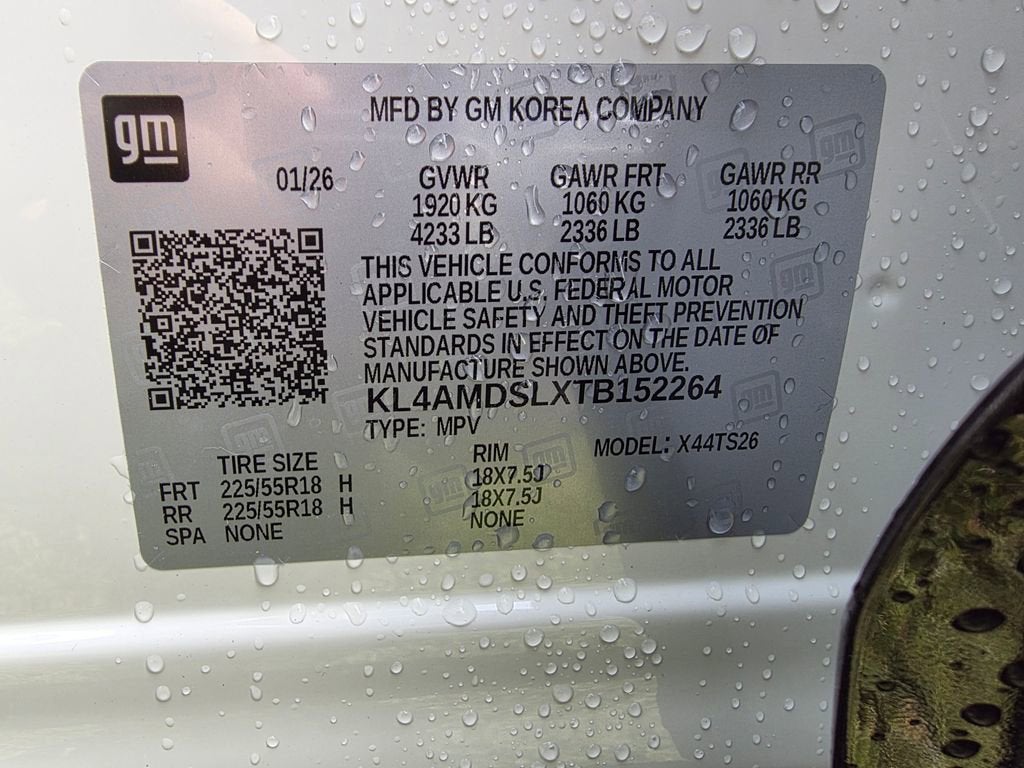 gm
MFD BY GM KOREA COMPANY
01/26 GVWR GAWR FRT GAWR RR
1920 KG 1060 KG 1060 KG
4233 LB 2336 LB 2336 LB
THIS VEHICLE CONFORMS TO ALL
APPLICABLE U.S. FEDERAL MOTOR
VEHICLE SAFETY AND THEFT PREVENTION
STANDARDS IN EFFECT ON THE DATE OF
MANUFACTURE SHOWN ABOVE.
KL4AMDSLXTB152264
TYPE: MPV
MODEL: X44TS26
TIRE SIZE RIM
FRT 225/55R18 H 18X7.5J
RR 225/55R18 H 18X7.5J
SPA NONE NONE